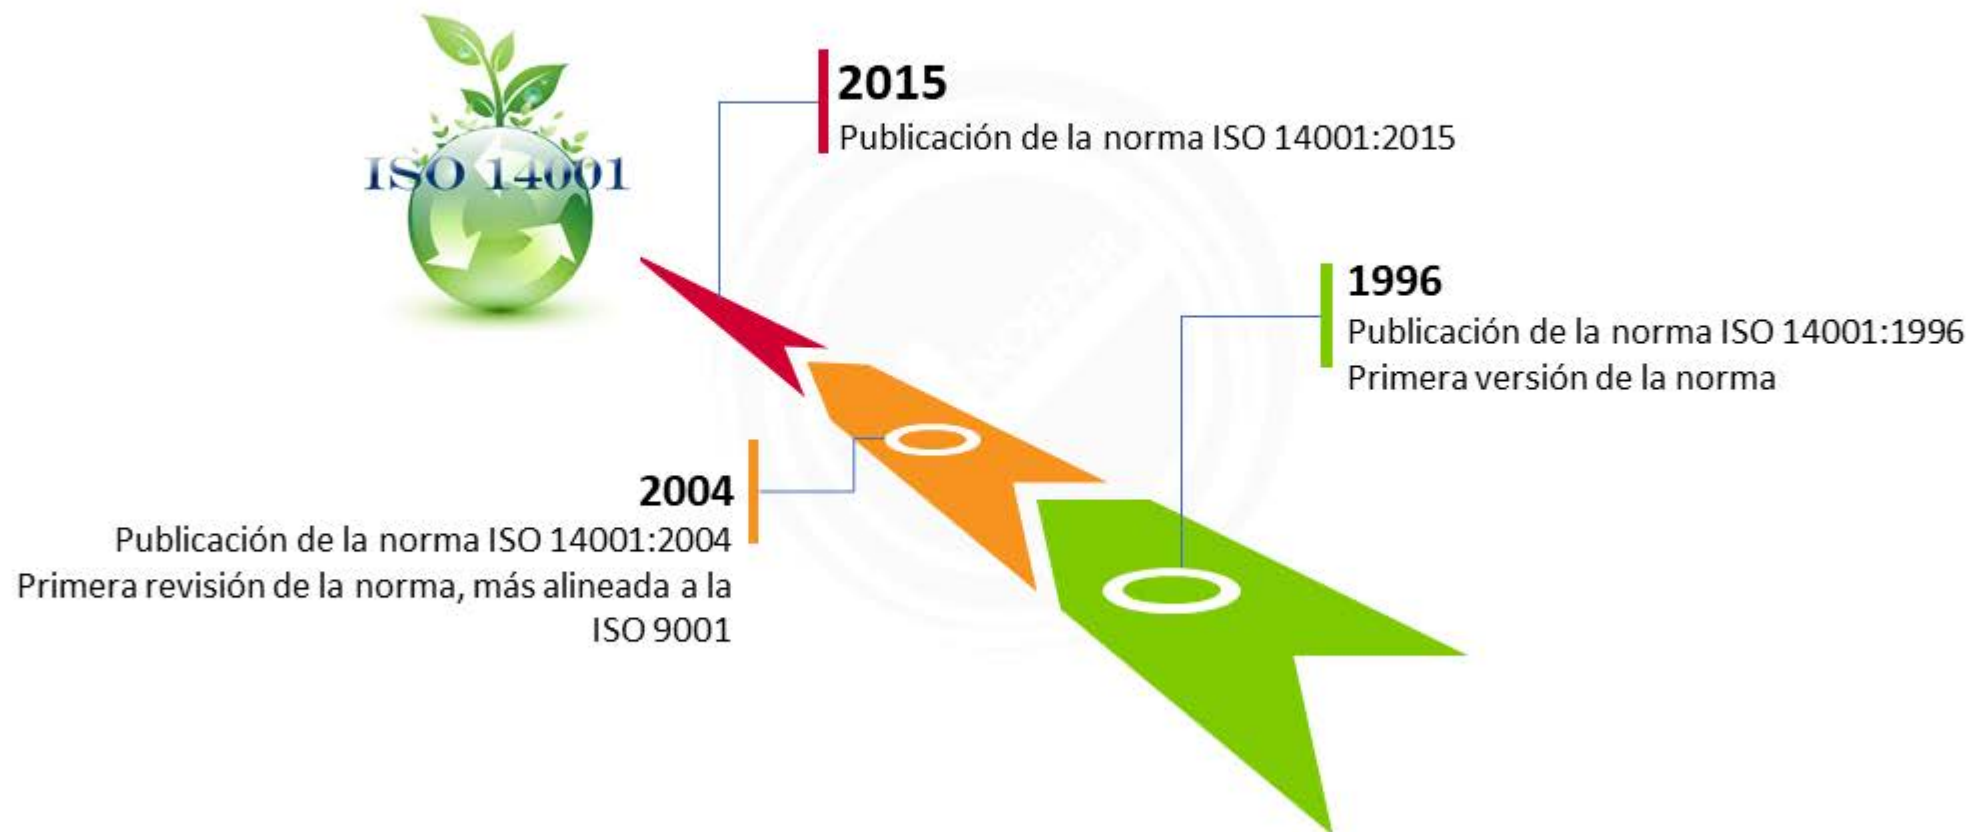 ISO 14001
2015
Publicación de la norma ISO 14001:2015
1996
Publicación de la norma ISO 14001:1996
Primera versión de la norma
2004
Publicación de la norma ISO 14001:2004
Primera revisión de la norma, más alineada a la
ISO 9001